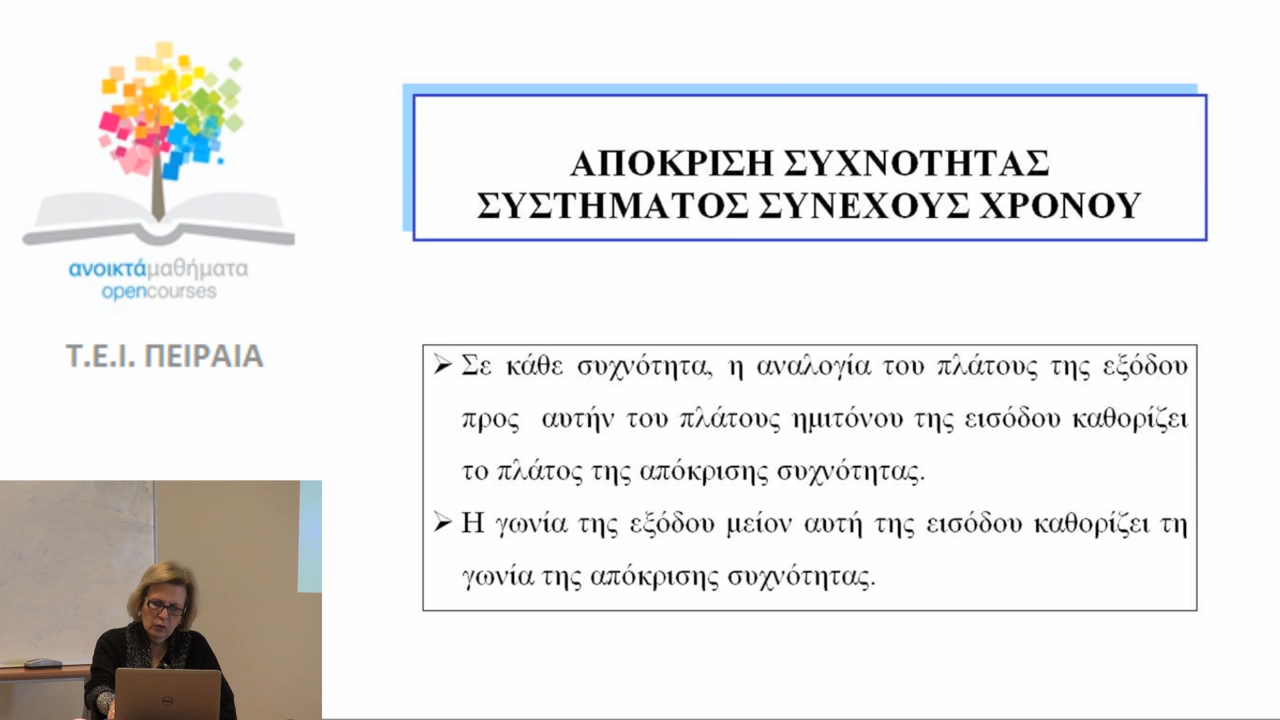 ανοικτάμαθήματα
opencourses
Τ.Ε.Ι. ΠΕΙΡΑΙΑ
ΑΠΟΚΡΙΣΗ ΣΥΧΝΟΤΗΤΑΣ
ΣΥΣΤΗΜΑΤΟΣ ΣΥΝΕΧΟΥΣ ΧΡΟΝΟΥ
➢ Σε κάθε συχνότητα, η αναλογία του πλάτους της εξόδου
προς αυτήν του πλάτους ημιτόνου της εισόδου καθορίζει
το πλάτος της απόκρισης συχνότητας.
➢ Η γωνία της εξόδου μείον αυτή της εισόδου καθορίζει τη
γωνία της απόκρισης συχνότητας.